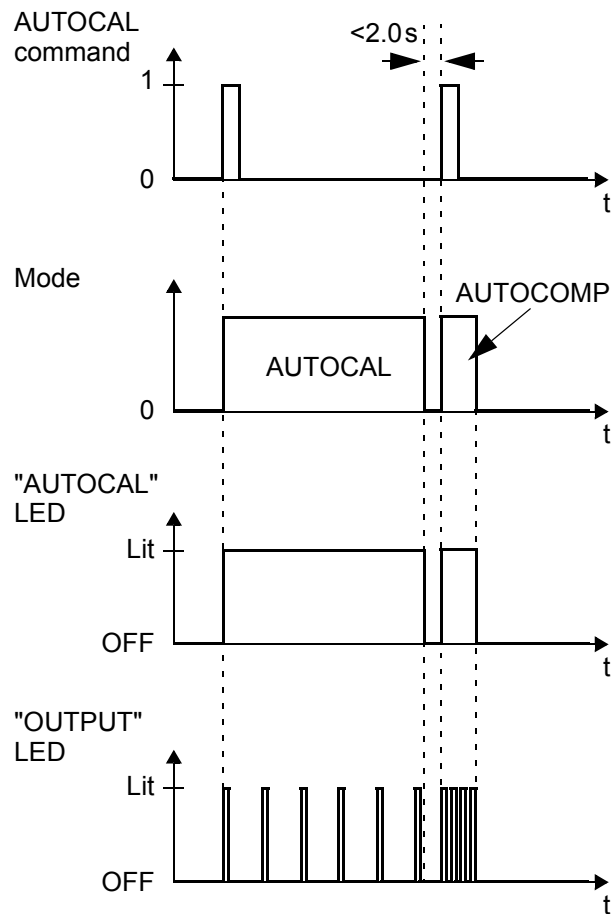 AUTOCAL
command
<2.0s
1
0
t
Mode
AUTOCOMP
AUTOCAL
0
t
"AUTOCAL"
LED
Lit
OFF
t
"OUTPUT"
LED
Lit
OFF
t